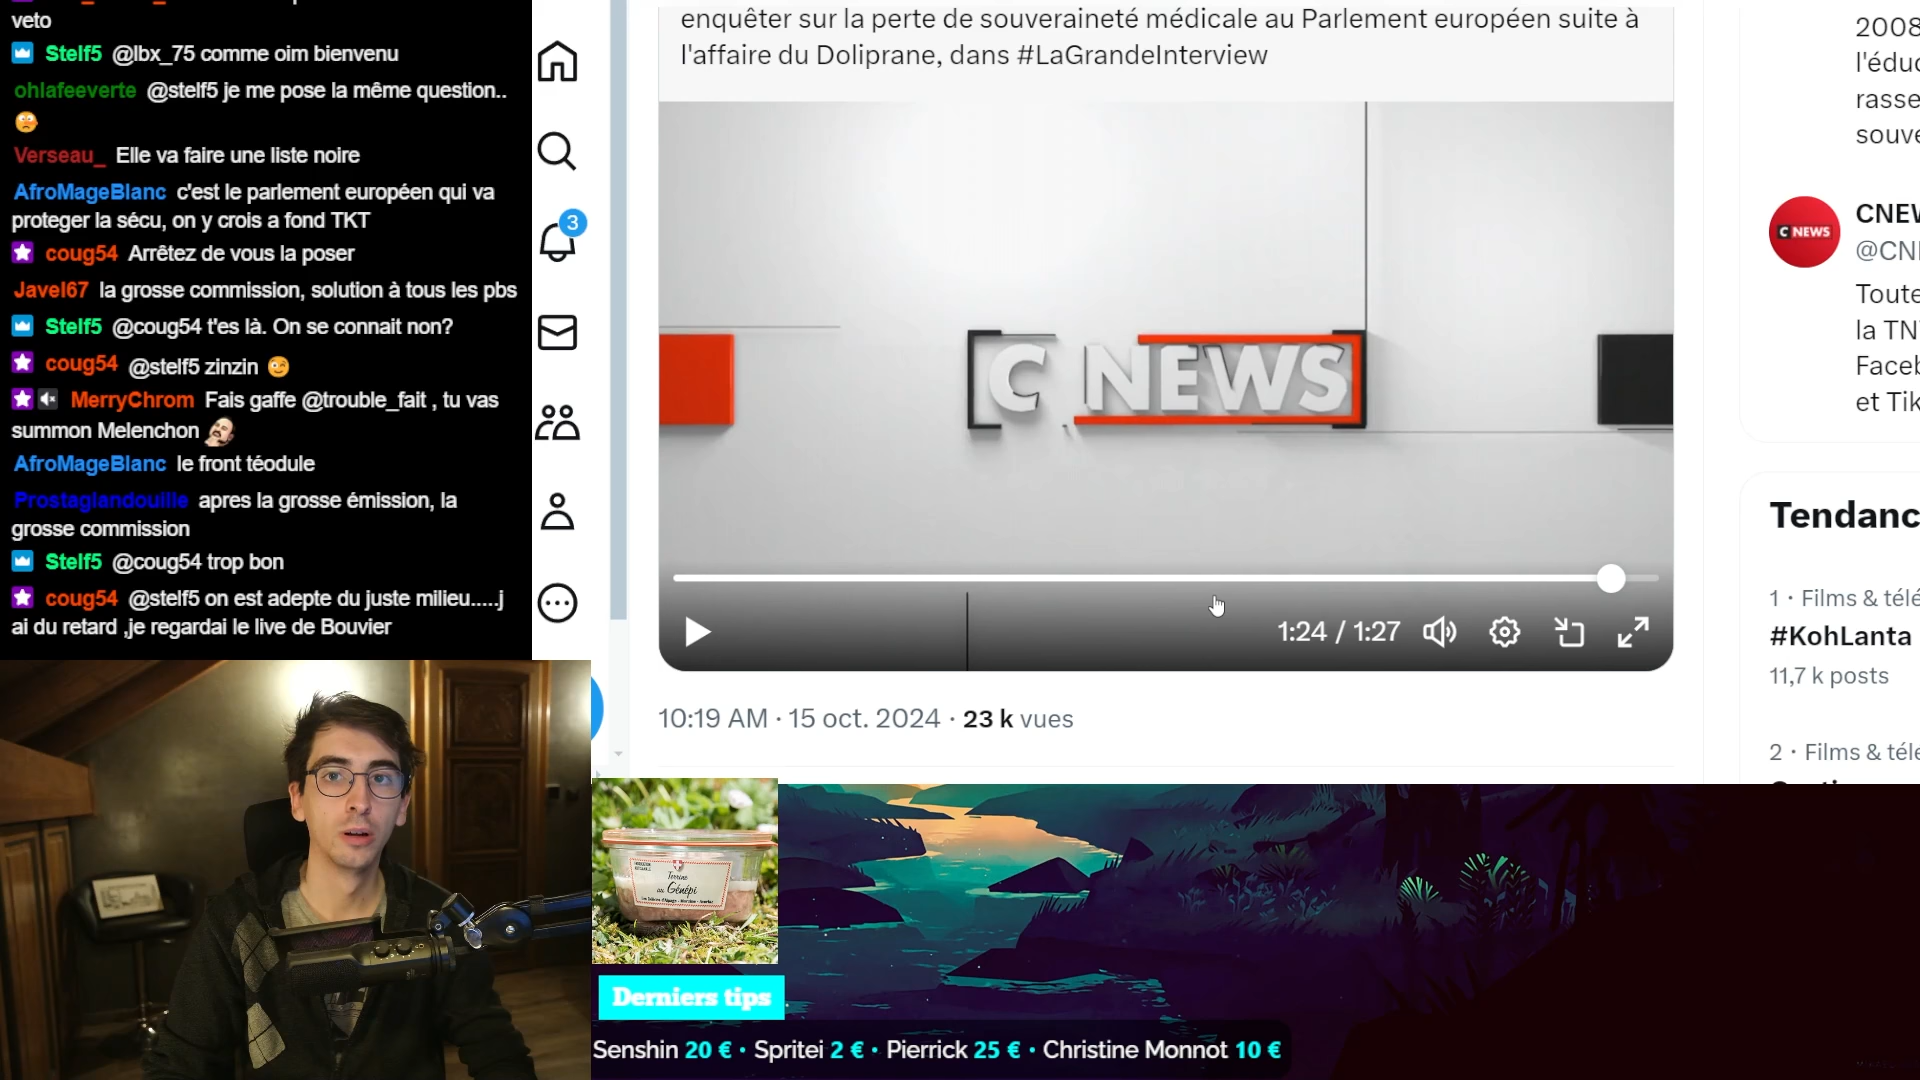 veto
Stelf5 @lbx_75 comme oim bienvenu
ohlafeeverte @stelf5 je me pose la même question..
Verseau_ Elle va faire une liste noire
AfroMageBlanc c'est le parlement européen qui va
proteger la sécu, on y crois a fond TKT
coug54 Arrêtez de vous la poser
Javel67 la grosse commission, solution à tous les pbs
Stelf5 @coug54 t'es là. On se connait non?
coug54 @stelf5 zinzin
MerryChrom Fais gaffe @trouble_fait , tu vas
summon Melenchon
AfroMageBlanc le front téodule
Prostaglandouille apres la grosse émission, la
grosse commission
Stelf5 @coug54 trop bon
coug54 @stelf5 on est adepte du juste milieu.....j
ai du retard ,je regardai le live de Bouvier
3
enquêter sur la perte de souveraineté médicale au Parlement européen suite à
l'affaire du Doliprane, dans #LaGrandeInterview
C NEWS
1:24 / 1:27
10:19 AM · 15 oct. 2024 · 23 k vues
2008
l'édu
rasse
souve
C NEWS
CNEW
@CN
Toute
la TN
Faceb
et Tik
Tendanc
1 · Films & télé
#KohLanta
11,7 k posts
2 · Films & téle
Terrine
au Génépi
Derniers tips
Senshin 20 € · Spritei 2 € · Pierrick 25 € · Christine Monnot 10 €